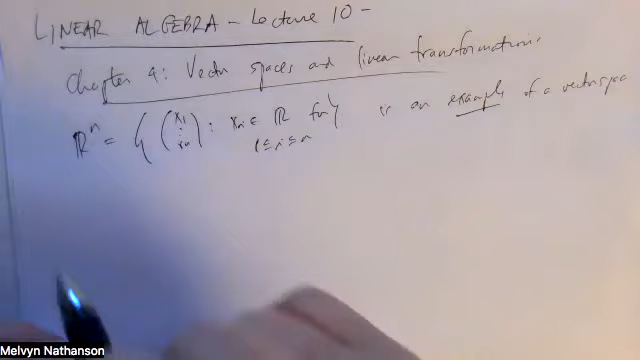 LINEAR ALGEBRA - Lecture 10 -
Chapter 4: Vector spaces and linear transformations
ℝⁿ = { (x₁ ⋮ xₙ) : xᵢ ∈ ℝ for } is an example of a vector space
1 ≤ i ≤ n
Melvyn Nathanson